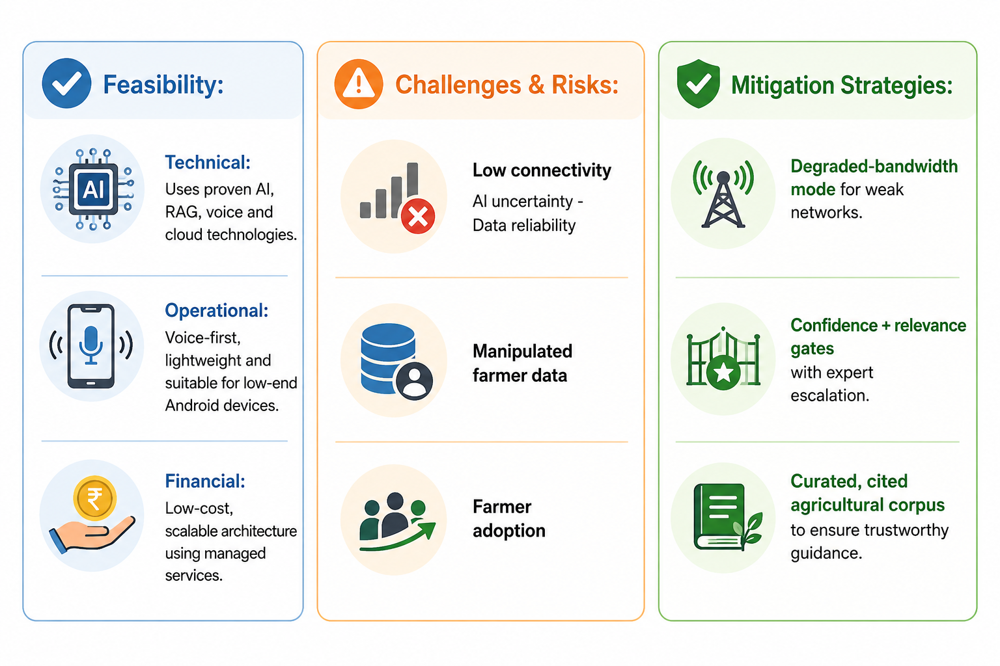 Feasibility:
AI
Technical:
Uses proven AI,
RAG, voice and
cloud technologies.
Operational:
Voice-first,
lightweight and
suitable for low-end
Android devices.
₹
Financial:
Low-cost,
scalable architecture
using managed
services.
Challenges & Risks:
Low connectivity
AI uncertainty -
Data reliability
Manipulated
farmer data
Farmer
adoption
Mitigation Strategies:
Degraded-bandwidth
mode for weak
networks.
Confidence + relevance
gates
with expert
escalation.
Curated, cited
agricultural corpus
to ensure trustworthy
guidance.